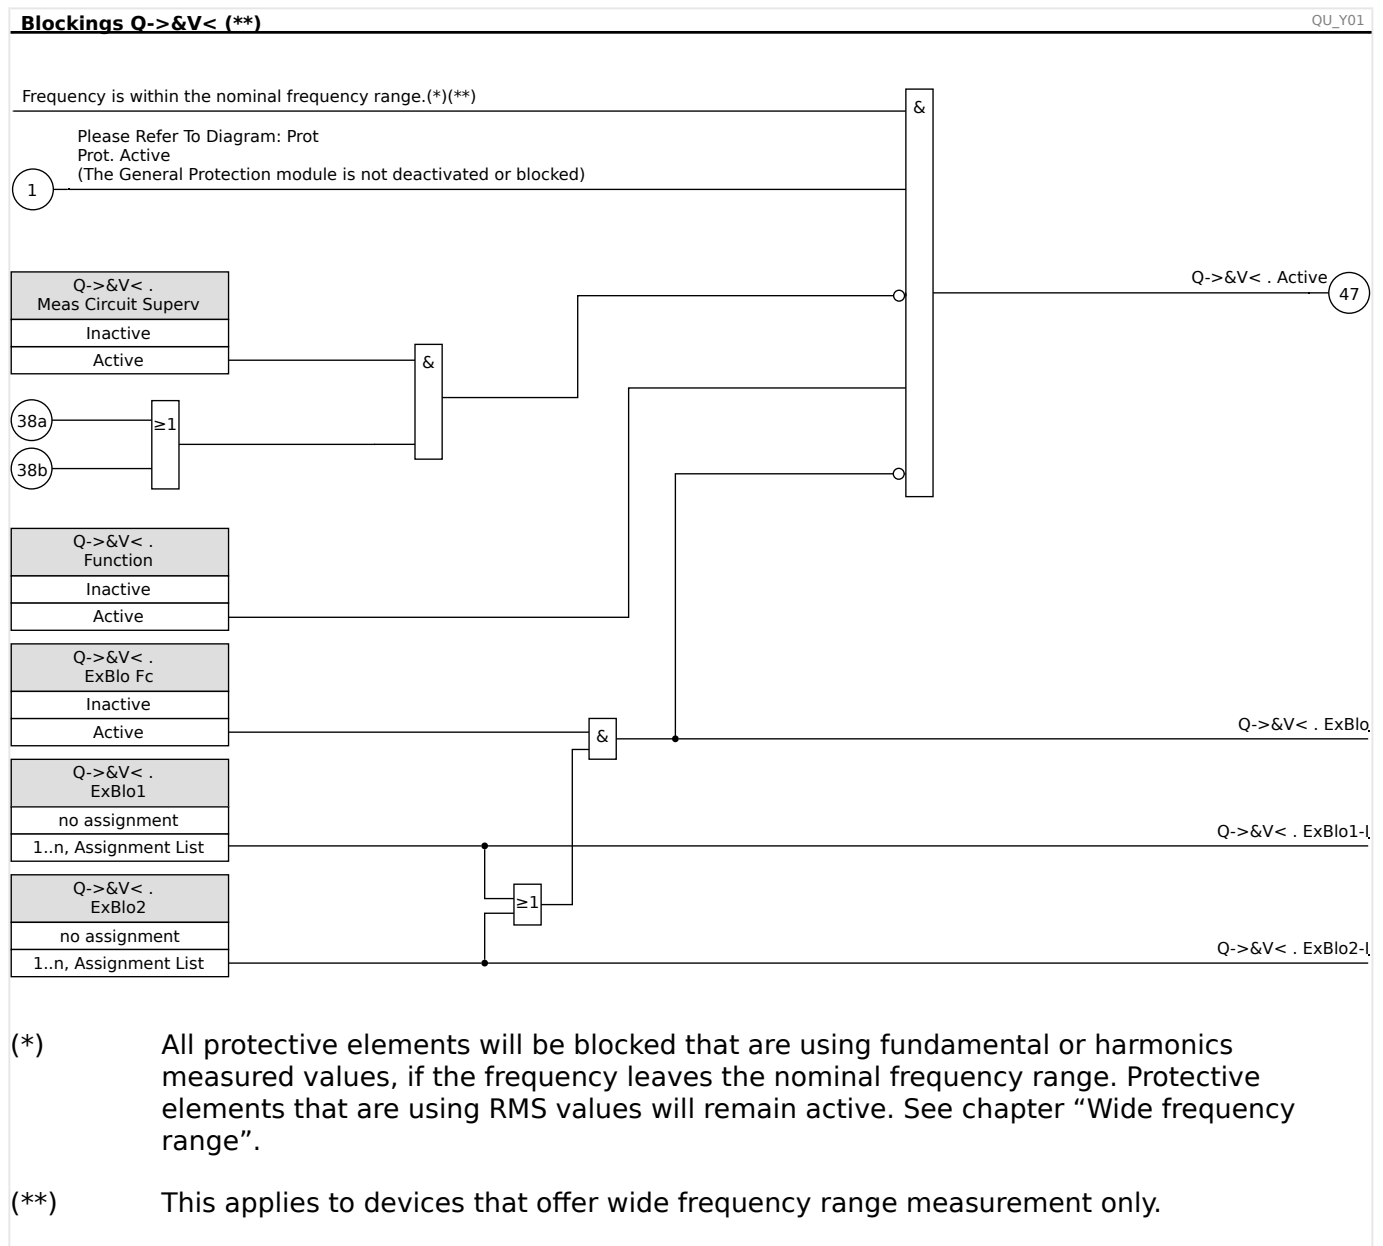 Blockings Q->&V< (**)
QU_Y01
Frequency is within the nominal frequency range.(*)(**)
&
Please Refer To Diagram: Prot
Prot. Active
(The General Protection module is not deactivated or blocked)
1
Q->&V< .
Meas Circuit Superv
Inactive
Active
Q->&V< . Active
47
&
38a
≥1
38b
Q->&V< .
Function
Inactive
Active
Q->&V< .
ExBlo Fc
Inactive
Active
&
Q->&V< . ExBlo
Q->&V< .
ExBlo1
no assignment
1..n, Assignment List
Q->&V< . ExBlo1-I
Q->&V< .
ExBlo2
≥1
no assignment
1..n, Assignment List
Q->&V< . ExBlo2-I
(*) All protective elements will be blocked that are using fundamental or harmonics
measured values, if the frequency leaves the nominal frequency range. Protective
elements that are using RMS values will remain active. See chapter “Wide frequency
range”.
(**) This applies to devices that offer wide frequency range measurement only.